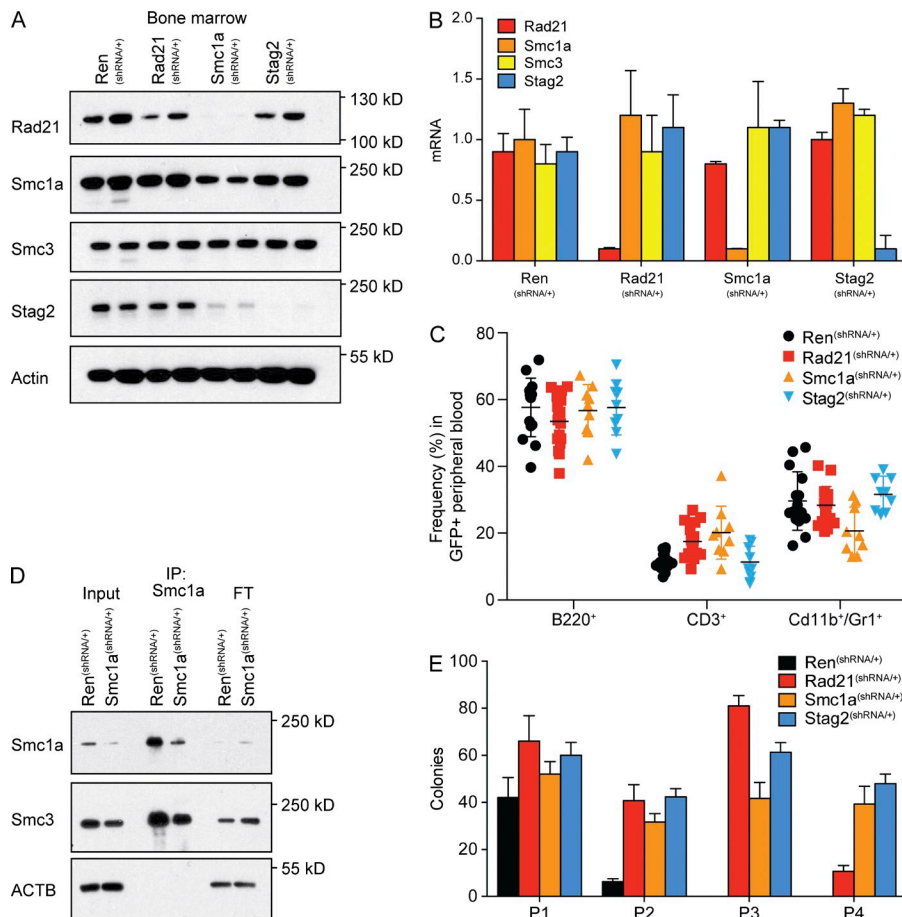 A
Bone marrow
Ren (shRNA/+)
Rad21 (shRNA/+)
Smc1a (shRNA/+)
Stag2 (shRNA/+)
Rad21
130 kD
100 kD
Smc1a
250 kD
Smc3
250 kD
Stag2
250 kD
Actin
55 kD
B
Rad21
Smc1a
Smc3
Stag2
mRNA
2.0
1.5
1.0
0.5
0.0
Ren (shRNA/+)
Rad21 (shRNA/+)
Smc1a (shRNA/+)
Stag2 (shRNA/+)
C
Ren(shRNA/+)
Rad21(shRNA/+)
Smc1a(shRNA/+)
Stag2(shRNA/+)
Frequency (%) in
GFP+ peripheral blood
80
60
40
20
0
B220+
CD3+
Cd11b+/Gr1+
D
Input
IP:
Smc1a
FT
Ren(shRNA/+)
Smc1a(shRNA/+)
Ren(shRNA/+)
Smc1a(shRNA/+)
Ren(shRNA/+)
Smc1a(shRNA/+)
Smc1a
250 kD
Smc3
250 kD
ACTB
55 kD
E
Ren(shRNA/+)
Rad21(shRNA/+)
Smc1a(shRNA/+)
Stag2(shRNA/+)
Colonies
100
80
60
40
20
0
P1
P2
P3
P4